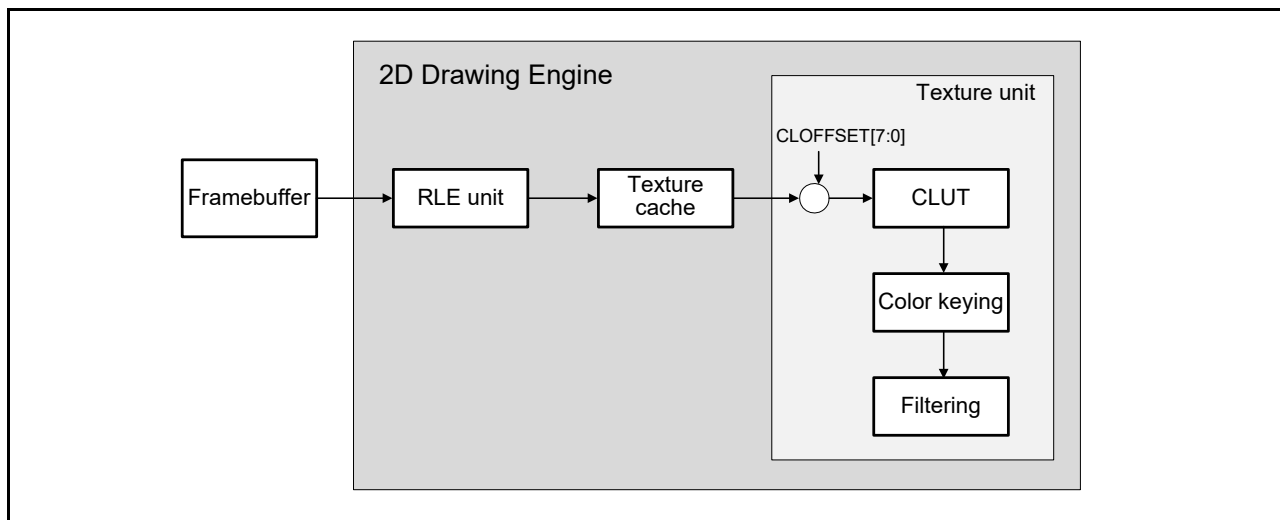 2D Drawing Engine
Texture unit
CLOFFSET[7:0]
Framebuffer
RLE unit
Texture
cache
CLUT
Color keying
Filtering